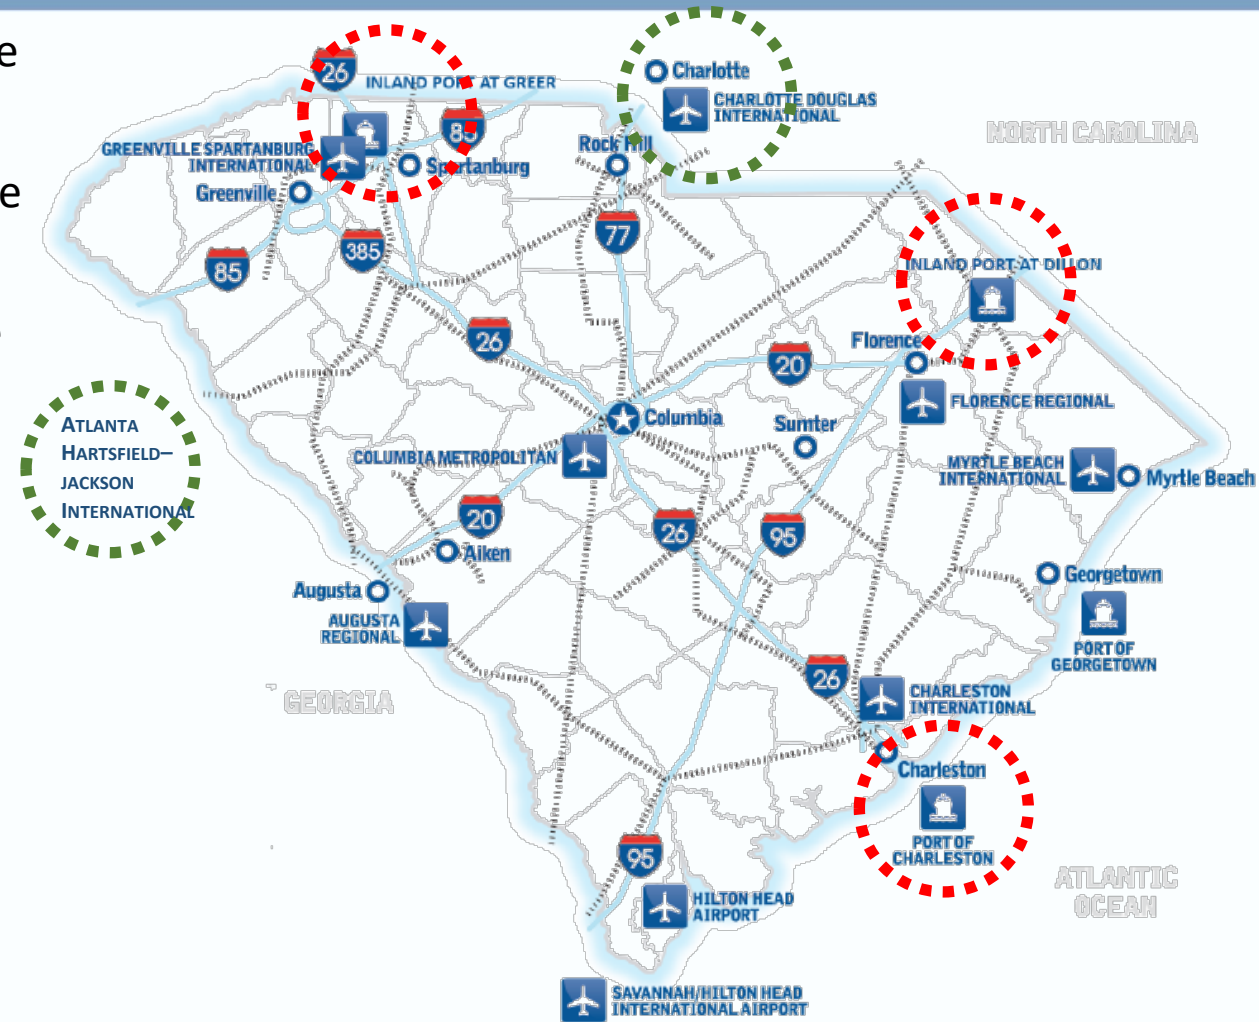 e
e
26
INLAND PORT AT GREER
Charlotte
CHARLOTTE DOUGLAS
INTERNATIONAL
NORTH CAROLINA
85
Rock Hill
GREENVILLE SPARTANBURG
INTERNATIONAL
Spartanburg
Greenville
77
385
85
INLAND PORT AT DILLON
26
Florence
20
FLORENCE REGIONAL
ATLANTA
HARTSFIELD–
JACKSON
INTERNATIONAL
Columbia
Sumter
COLUMBIA METROPOLITAN
MYRTLE BEACH
INTERNATIONAL
Myrtle Beach
20
26
95
Aiken
Georgetown
Augusta
AUGUSTA
REGIONAL
PORT OF
GEORGETOWN
26
GEORGIA
CHARLESTON
INTERNATIONAL
Charleston
PORT OF
CHARLESTON
95
ATLANTIC
OCEAN
HILTON HEAD
AIRPORT
SAVANNAH/HILTON HEAD
INTERNATIONAL AIRPORT